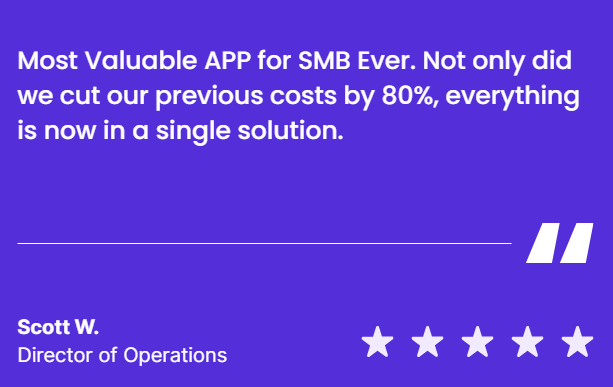 Most Valuable APP for SMB Ever. Not only did
we cut our previous costs by 80%, everything
is now in a single solution.
Scott W.
Director of Operations